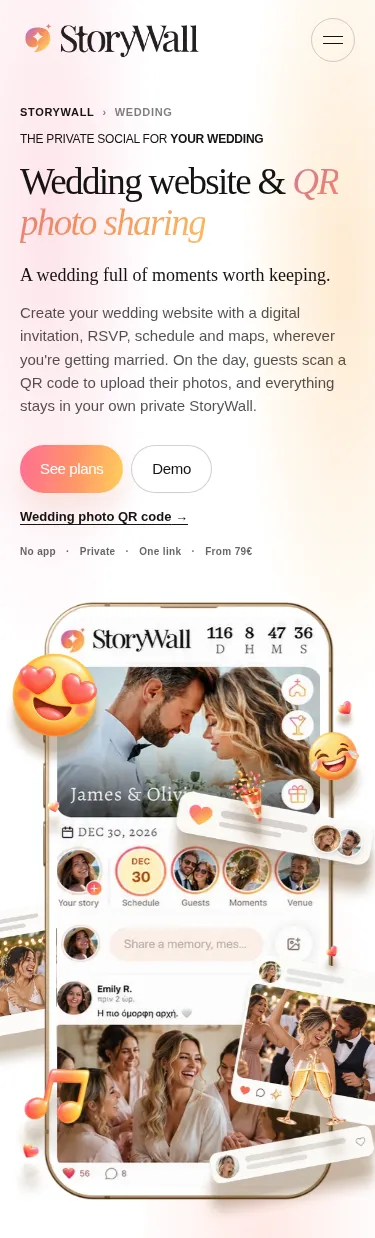 StoryWall
STORYWALL › WEDDING
THE PRIVATE SOCIAL FOR YOUR WEDDING
Wedding website & QR
photo sharing
A wedding full of moments worth keeping.
Create your wedding website with a digital
invitation, RSVP, schedule and maps, wherever
you're getting married. On the day, guests scan a
QR code to upload their photos, and everything
stays in your own private StoryWall.
See plans
Demo
Wedding photo QR code →
No app · Private · One link · From 79€
StoryWall
116 8 47 36
D H M S
James &
DEC 30, 2026
DEC
30
Your story Schedule Guests Moments Venue
Share a memory, mes...
Emily R.
πριν 2 ώρ.
Η πιο όμορφη αρχή. 🤍
56 8